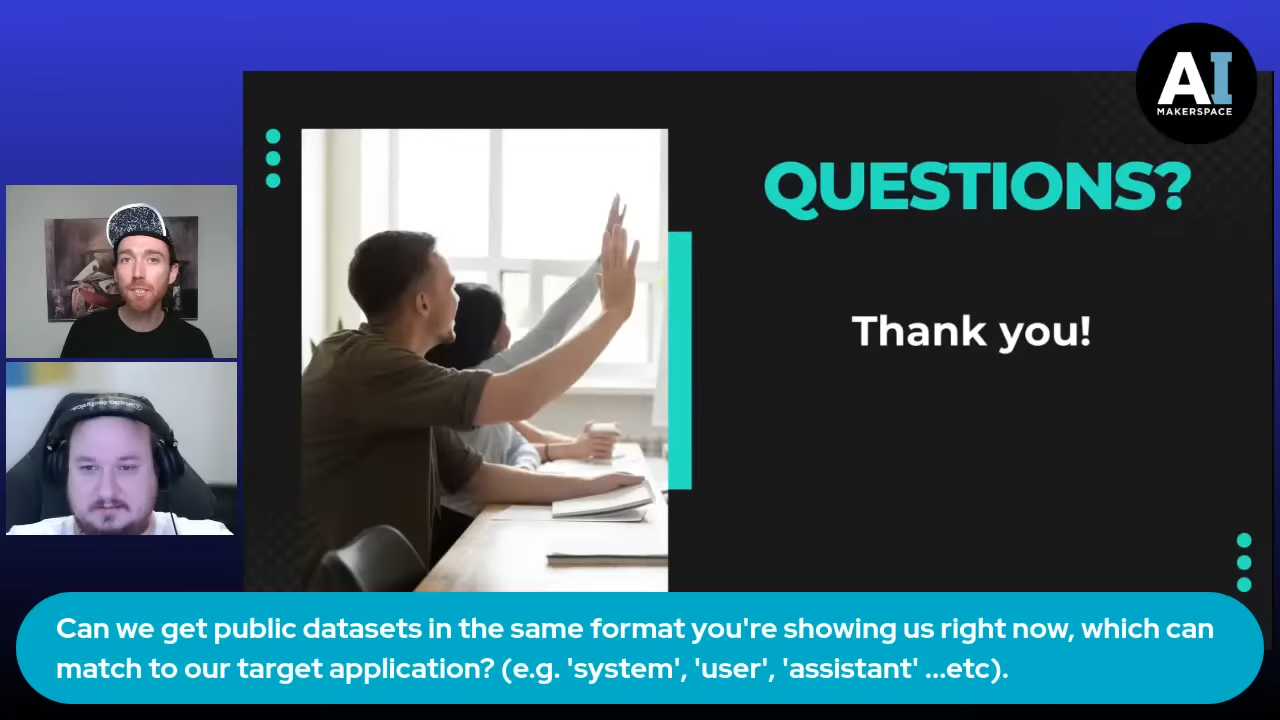 AI
MAKERSPACE
QUESTIONS?
Thank you!
Can we get public datasets in the same format you're showing us right now, which can
match to our target application? (e.g. 'system', 'user', 'assistant' ...etc).